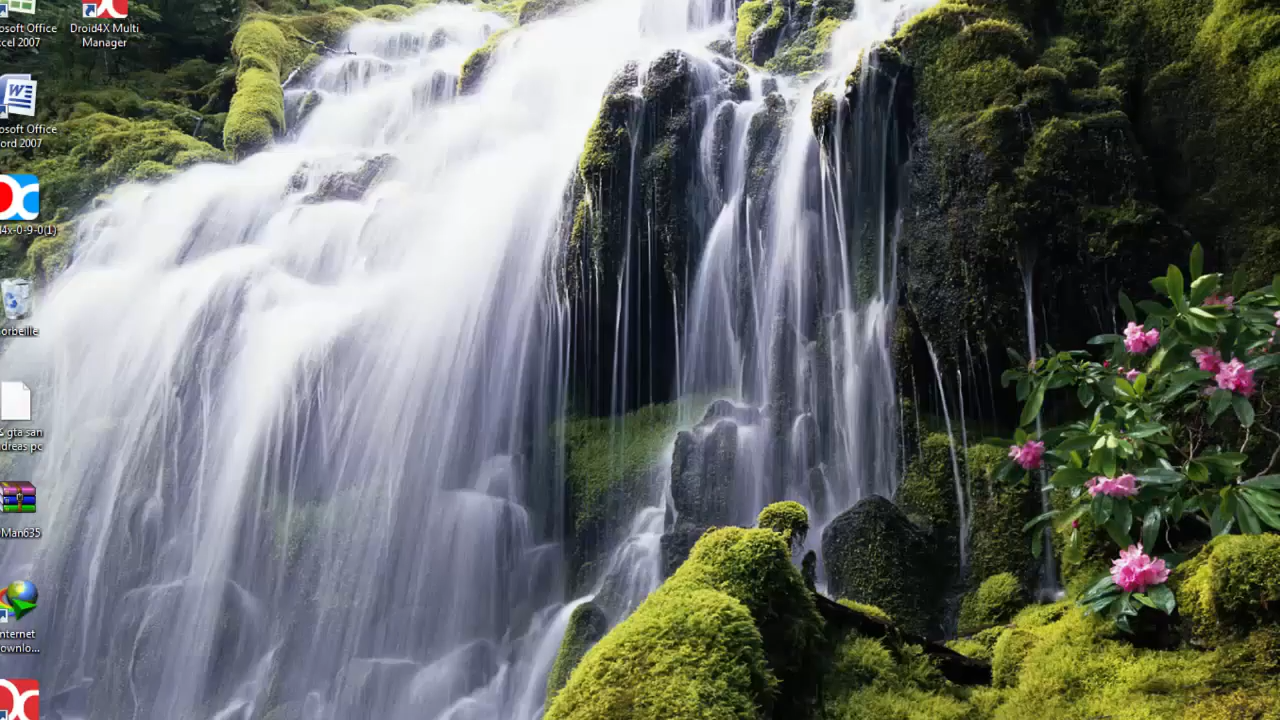 osoft Office
cel 2007
Droid4X Multi
Manager
osoft Office
ord 2007
4x-0-9-0(1)
orbeille
gta san
dreas pc
Man635
nternet
ownlo...